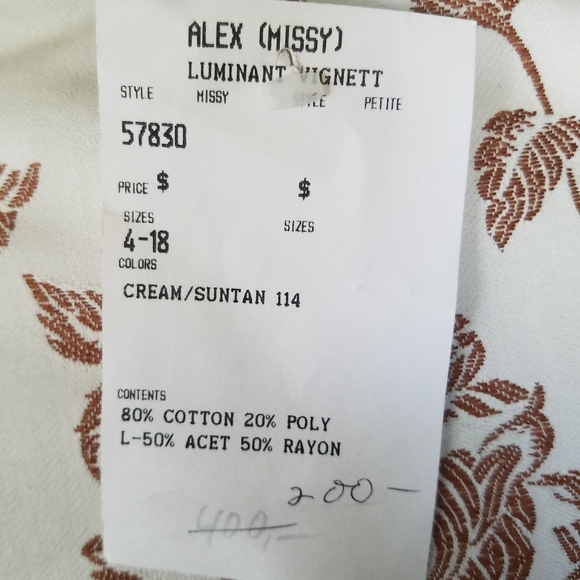 ALEX (MISSY)
LUMINANT VIGNETT
STYLE MISSY STYLE PETITE
57830
PRICE $ $
SIZES SIZES
4-18
COLORS
CREAM/SUNTAN 114
CONTENTS
80% COTTON 20% POLY
L-50% ACET 50% RAYON
200 —
400,—